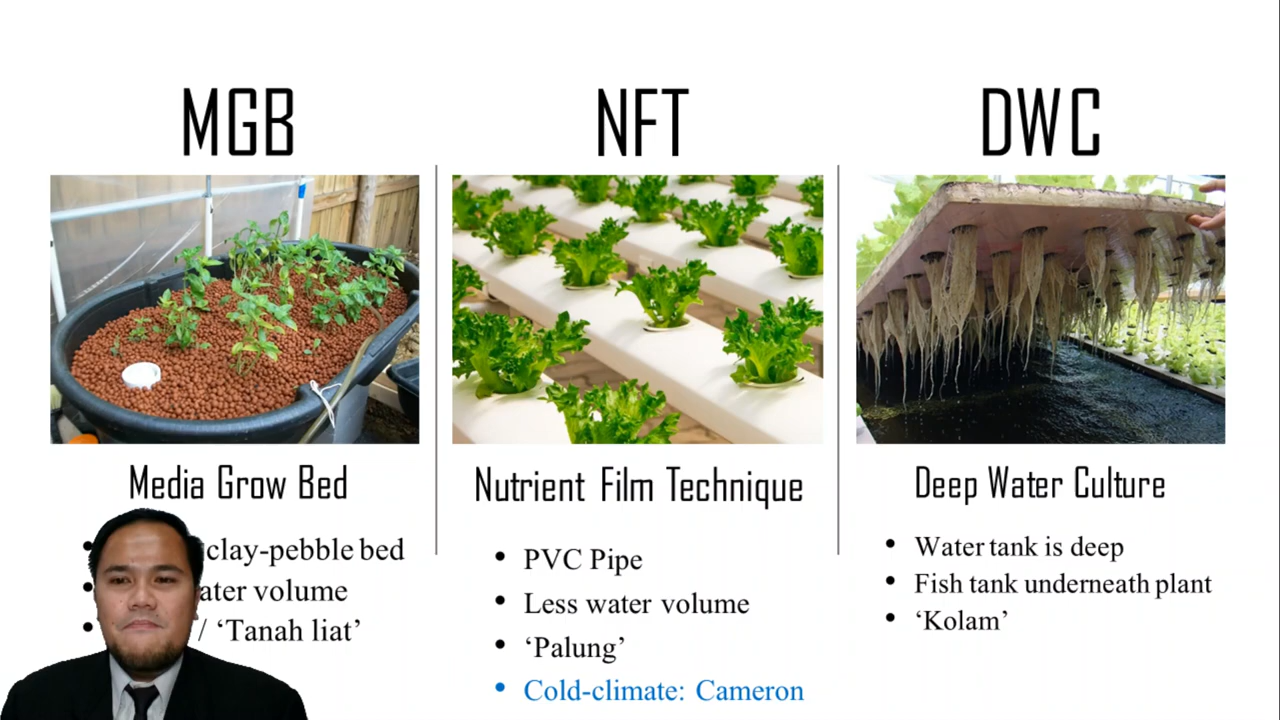 MGB
NFT
DWC
Media Grow Bed
clay-pebble bed
volume
/ ‘Tanah liat’
Nutrient Film Technique
• PVC Pipe
• Less water volume
• ‘Palung’
• Cold-climate: Cameron
Deep Water Culture
• Water tank is deep
• Fish tank underneath plant
• ‘Kolam’